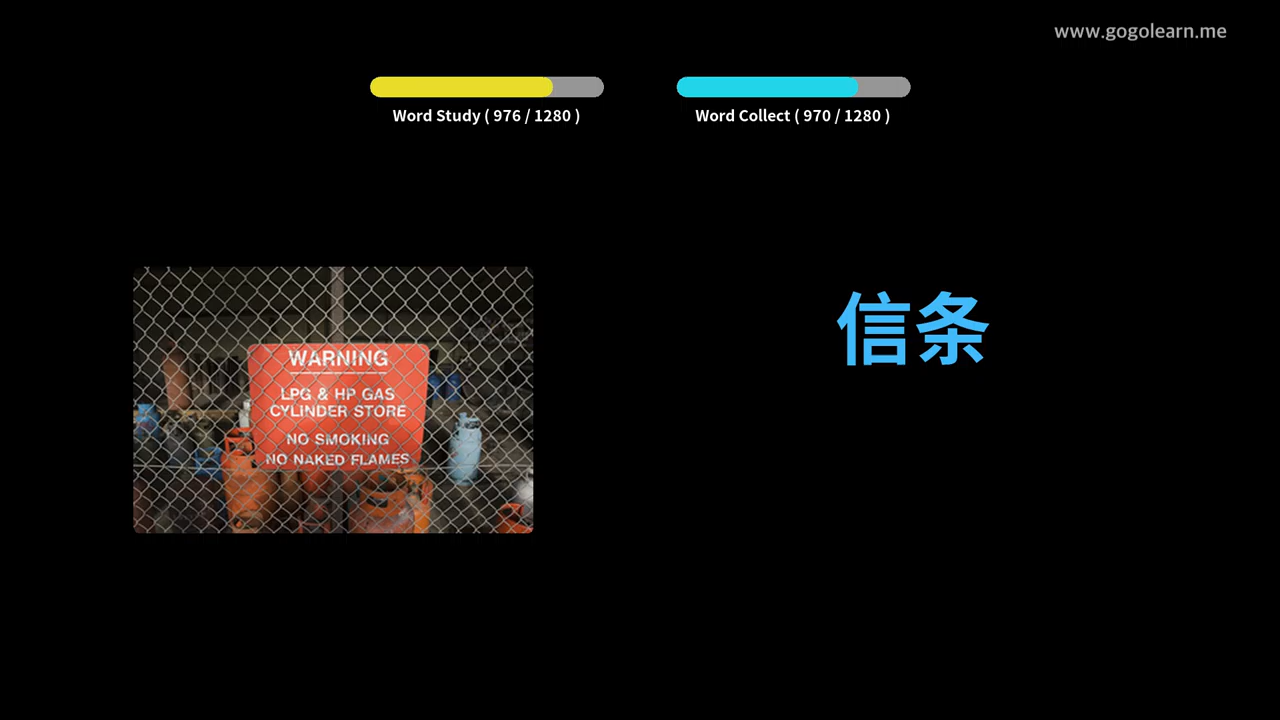 www.gogolearn.me
Word Study ( 976 / 1280 )
Word Collect ( 970 / 1280 )
WARNING
LPG & HP GAS
CYLINDER STORE
NO SMOKING
NO NAKED FLAMES
信条